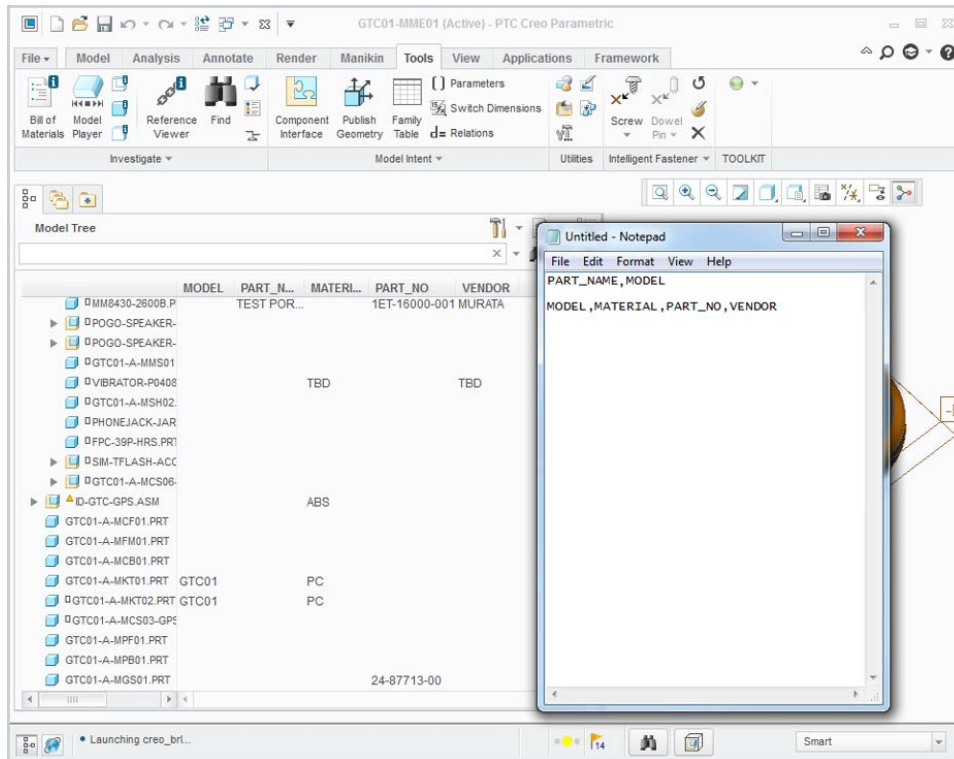 GTC01-MME01 (Active) - PTC Creo Parametric
File Model Analysis Annotate Render Manikin Tools View Applications Framework
Bill of Materials
Model Player
Reference Viewer
Find
Component Interface
Publish Geometry
Family Table
[ ] Parameters
Switch Dimensions
d= Relations
Screw
Dowel Pin
Investigate Model Intent Utilities Intelligent Fastener TOOLKIT
Model Tree
MODEL PART_N... MATERI... PART_NO VENDOR
MM8430-2600B.P TEST POR... 1ET-16000-001 MURATA
POGO-SPEAKER-
POGO-SPEAKER-
GTC01-A-MMS01
VIBRATOR-P0408 TBD TBD
GTC01-A-MSH02.
PHONEJACK-JAR
FPC-39P-HRS.PRT
SIM-TFLASH-ACC
GTC01-A-MCS06-
ID-GTC-GPS.ASM ABS
GTC01-A-MCF01.PRT
GTC01-A-MFM01.PRT
GTC01-A-MCB01.PRT
GTC01-A-MKT01.PRT GTC01 PC
GTC01-A-MKT02.PRT GTC01 PC
GTC01-A-MCS03-GPS
GTC01-A-MPF01.PRT
GTC01-A-MPB01.PRT
GTC01-A-MGS01.PRT 24-87713-00
Untitled - Notepad
File Edit Format View Help
PART_NAME,MODEL
MODEL,MATERIAL,PART_NO,VENDOR
• Launching creo_brl...
14
Smart